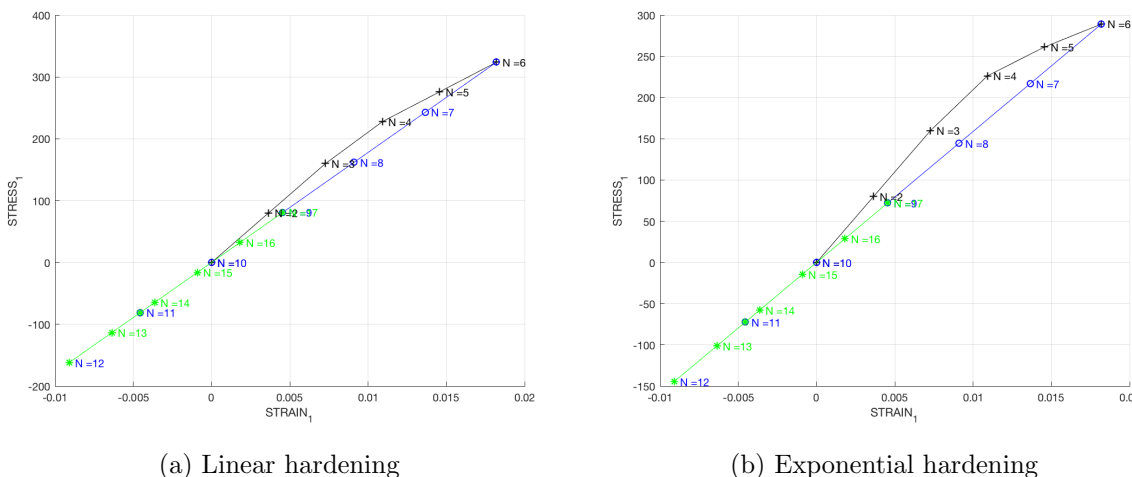 400
300
200
100
0
-100
-200
-0.01
-0.005
0
0.005
0.01
0.015
0.02
STRAIN1
STRESS1
N =6
N =5
N =7
N =4
N =3
N =8
N =2
N =9
N =17
N =16
N =10
N =15
N =14
N =11
N =13
N =12
(a) Linear hardening
300
250
200
150
100
50
0
-50
-100
-150
-0.01
-0.005
0
0.005
0.01
0.015
0.02
STRAIN1
STRESS1
N =6
N =5
N =4
N =7
N =3
N =8
N =2
N =9
N =17
N =16
N =10
N =15
N =14
N =11
N =13
N =12
(b) Exponential hardening